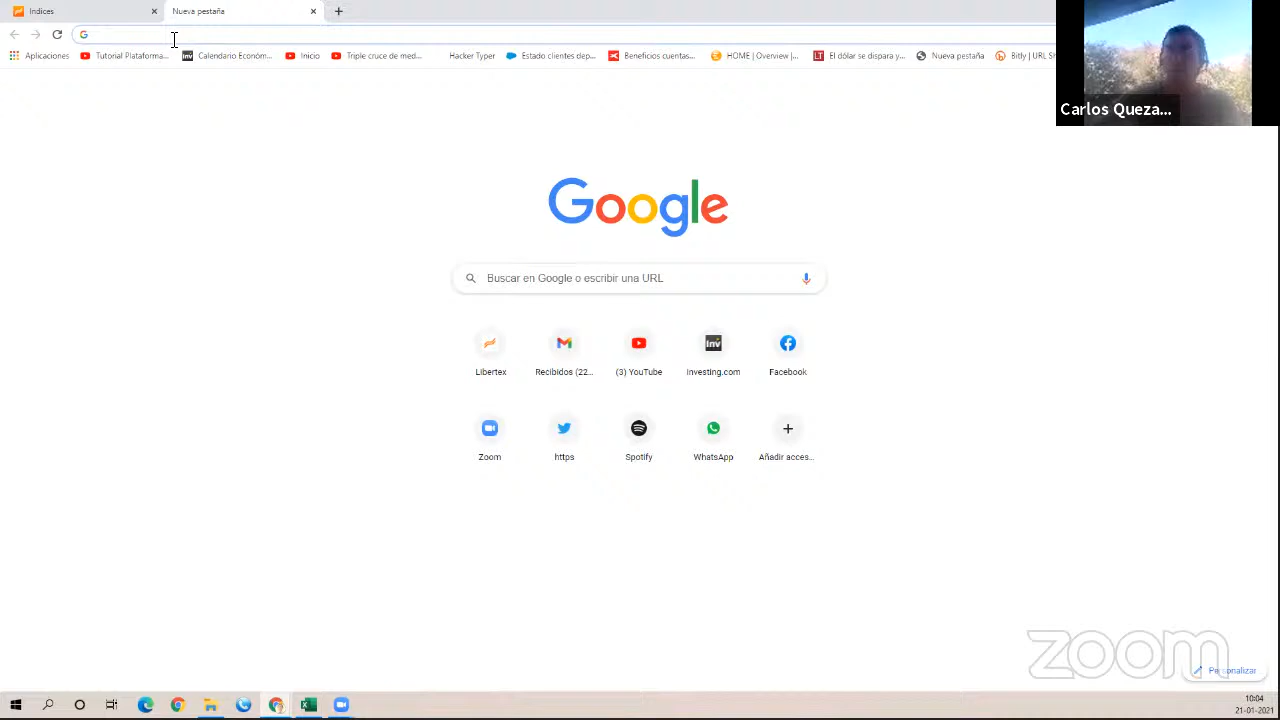 Indices
Nueva pestaña
Aplicaciones
Tutorial Plataforma...
Calendario Económ...
Inicio
Triple cruce de med...
Hacker Typer
Estado clientes dep...
Beneficios cuentas...
HOME | Overview |...
El dólar se dispara y...
Nueva pestaña
Bitly | URL Sh
Carlos Queza...
Google
Buscar en Google o escribir una URL
Libertex
Recibidos (22...
(3) YouTube
Inv
Investing.com
Facebook
Zoom
https
Spotify
WhatsApp
Añadir acces...
zoom
Personalizar
10:04
21-01-2021